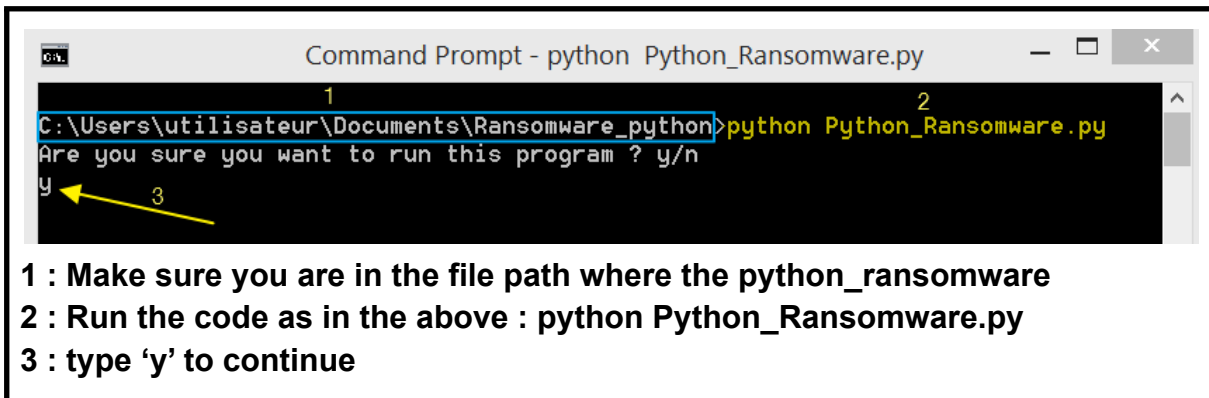 Command Prompt - python Python_Ransomware.py
1
2
C:\Users\utilisateur\Documents\Ransomware_python>python Python_Ransomware.py
Are you sure you want to run this program ? y/n
y
3
1 : Make sure you are in the file path where the python_ransomware
2 : Run the code as in the above : python Python_Ransomware.py
3 : type ‘y’ to continue